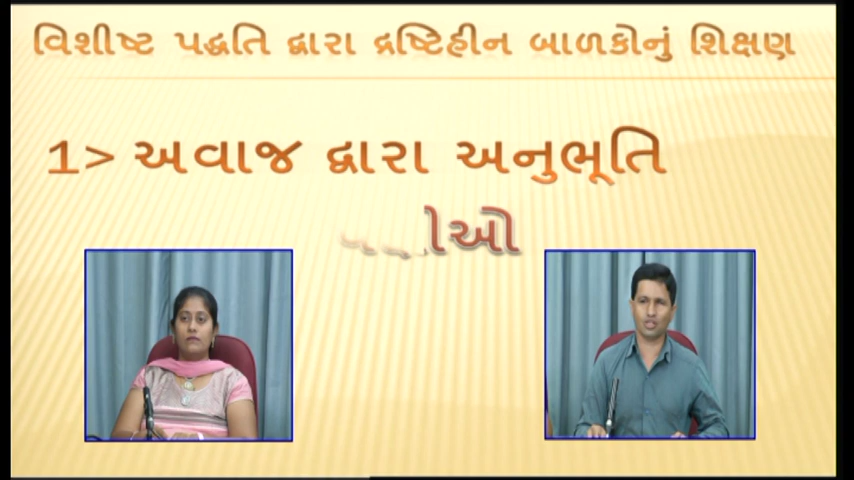 વિશીષ્ટ પદ્ધતિ દ્વારા દ્રષ્ટિહીન બાળકોનું શિક્ષણ
1> અવાજ દ્વારા અનુભૂતિ